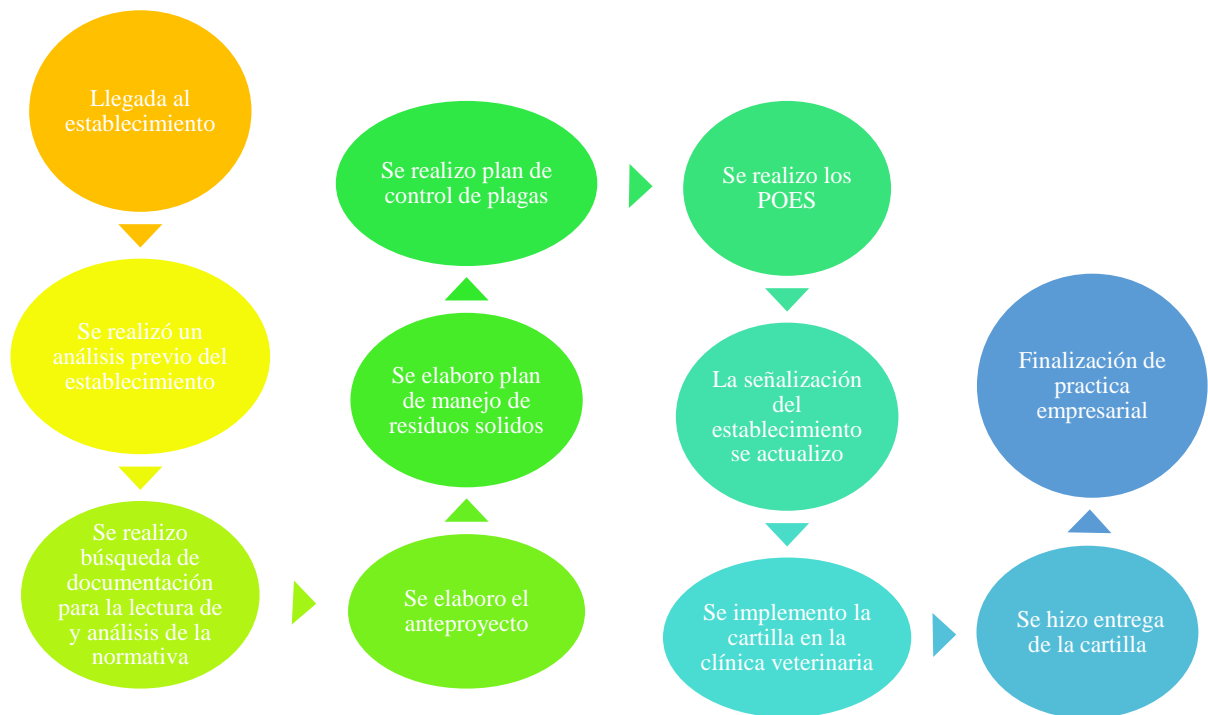 Llegada al
establecimiento
Se realizó un
análisis previo del
establecimiento
Se realizo
búsqueda de
documentación
para la lectura de
y análisis de la
normativa
Se elaboro el
anteproyecto
Se elaboro plan
de manejo de
residuos solidos
Se realizo plan de
control de plagas
Se realizo los
POES
La señalización
del
establecimiento
se actualizo
Se implemento la
cartilla en la
clínica veterinaria
Se hizo entrega
de la cartilla
Finalización de
practica
empresarial